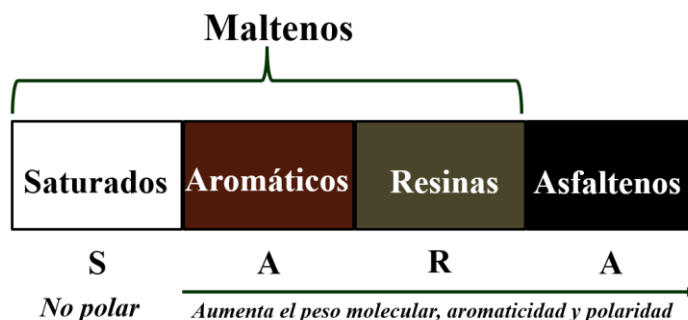 Maltenos
Saturados Aromáticos Resinas Asfaltenos
S A R A
No polar Aumenta el peso molecular, aromaticidad y polaridad